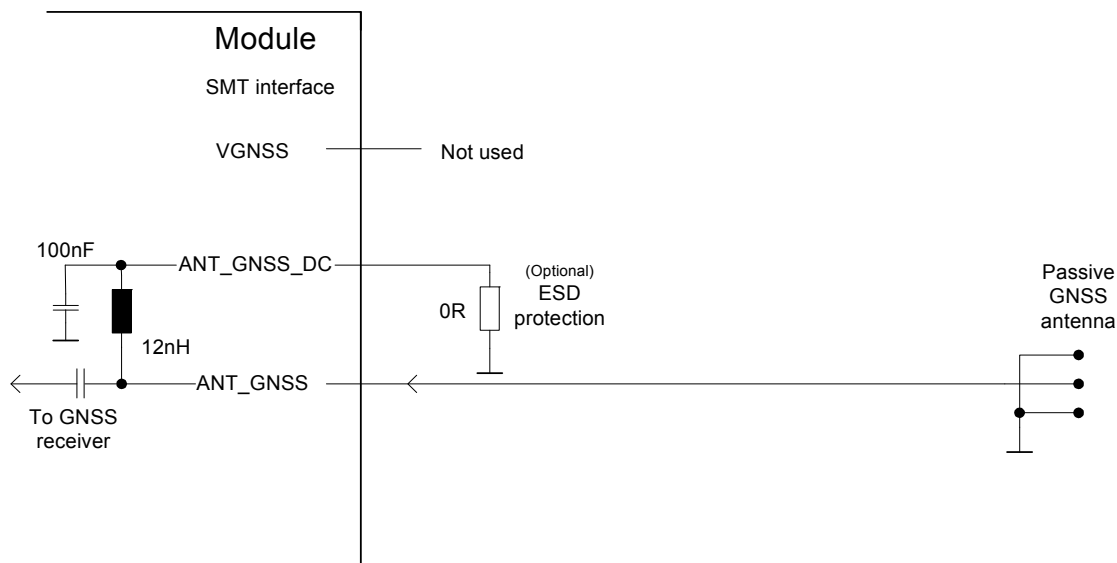 Module
SMT interface
VGNSS
Not used
100nF
ANT_GNSS_DC
(Optional)
ESD
protection
0R
Passive
GNSS
antenna
12nH
ANT_GNSS
To GNSS
receiver